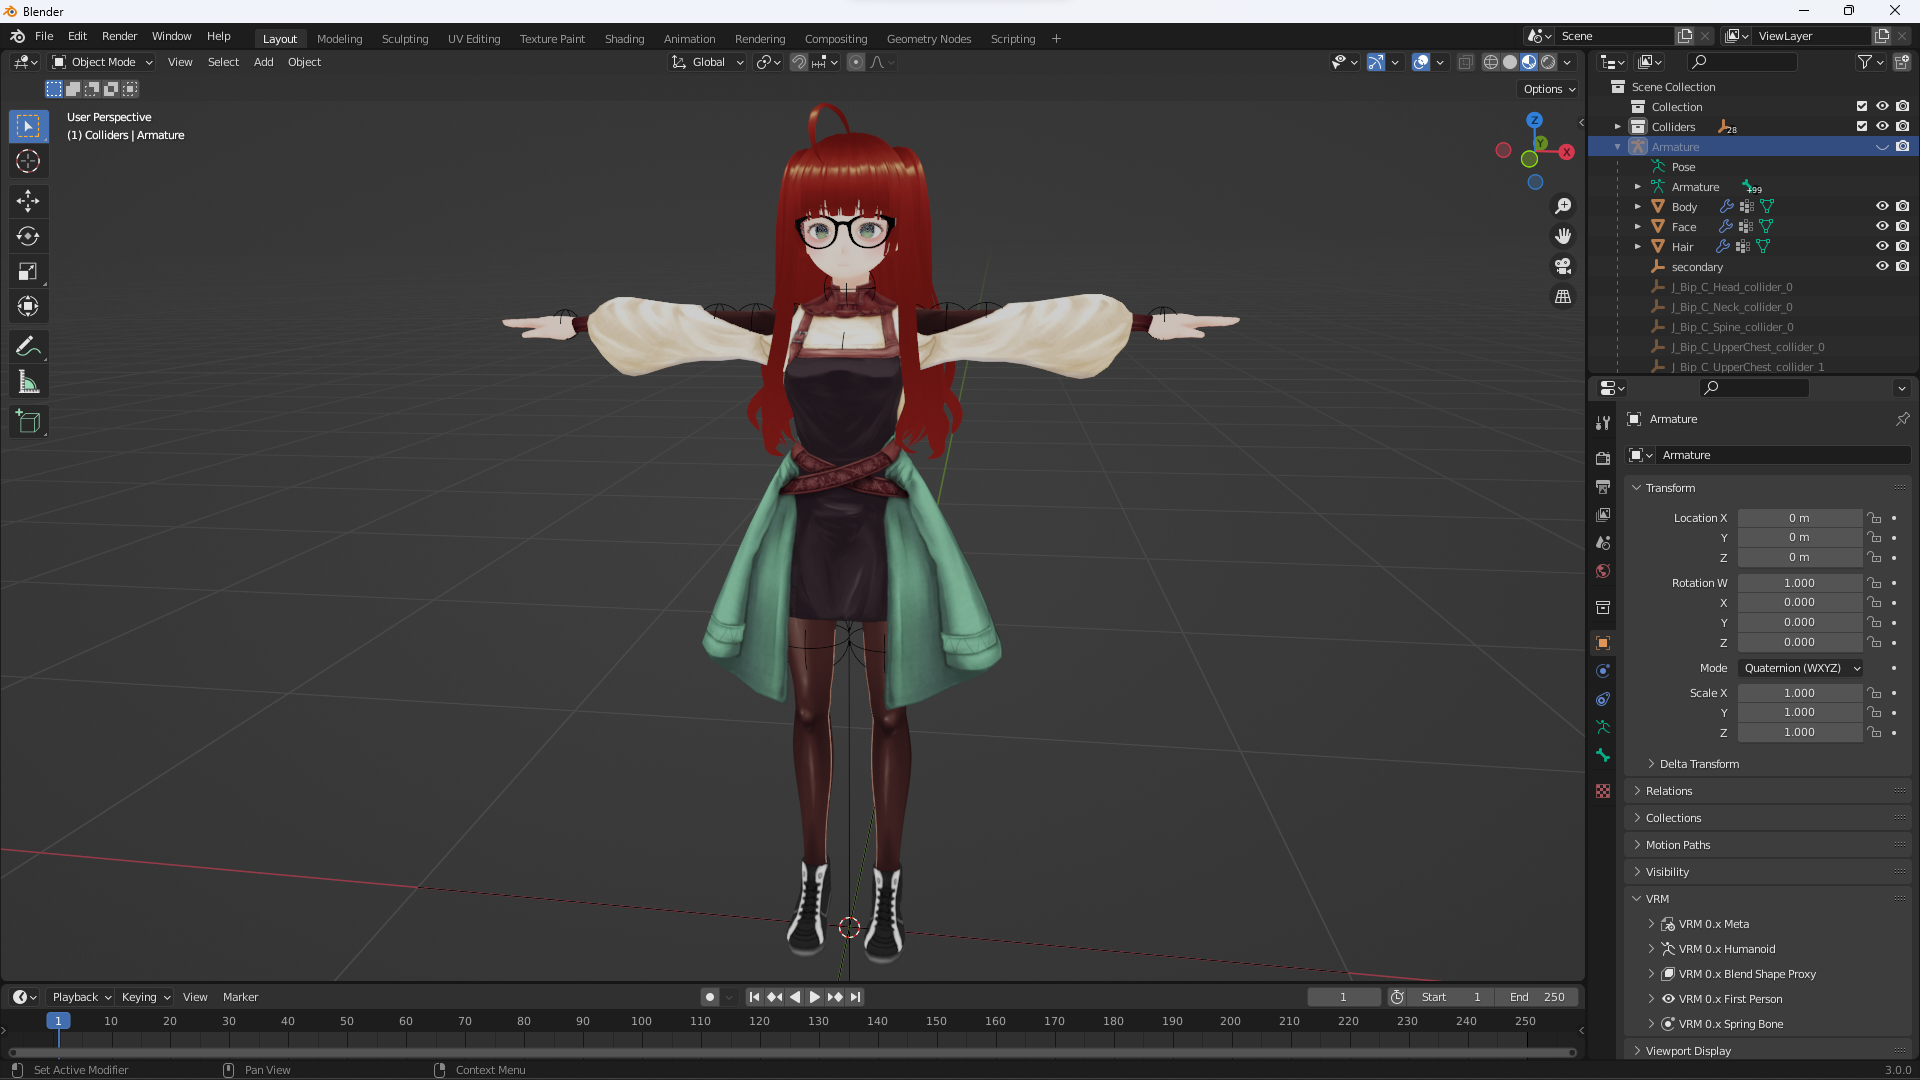 Blender
File Edit Render Window Help
Layout Modeling Sculpting UV Editing Texture Paint Shading Animation Rendering Compositing Geometry Nodes Scripting +
Scene
ViewLayer
Object Mode View Select Add Object
Global
Options
User Perspective
(1) Colliders | Armature
Z
Y
X
Scene Collection
Collection
Colliders 28
Armature
Pose
Armature +99
Body
Face
Hair
secondary
J_Bip_C_Head_collider_0
J_Bip_C_Neck_collider_0
J_Bip_C_Spine_collider_0
J_Bip_C_UpperChest_collider_0
J_Bip_C_UpperChest_collider_1
Armature
Armature
Transform
Location X 0 m
Y 0 m
Z 0 m
Rotation W 1.000
X 0.000
Y 0.000
Z 0.000
Mode Quaternion (WXYZ)
Scale X 1.000
Y 1.000
Z 1.000
Delta Transform
Relations
Collections
Motion Paths
Visibility
VRM
VRM 0.x Meta
VRM 0.x Humanoid
VRM 0.x Blend Shape Proxy
VRM 0.x First Person
VRM 0.x Spring Bone
Viewport Display
Playback Keying View Marker
1 Start 1 End 250
1 10 20 30 40 50 60 70 80 90 100 110 120 130 140 150 160 170 180 190 200 210 220 230 240 250
Set Active Modifier Pan View Context Menu 3.0.0